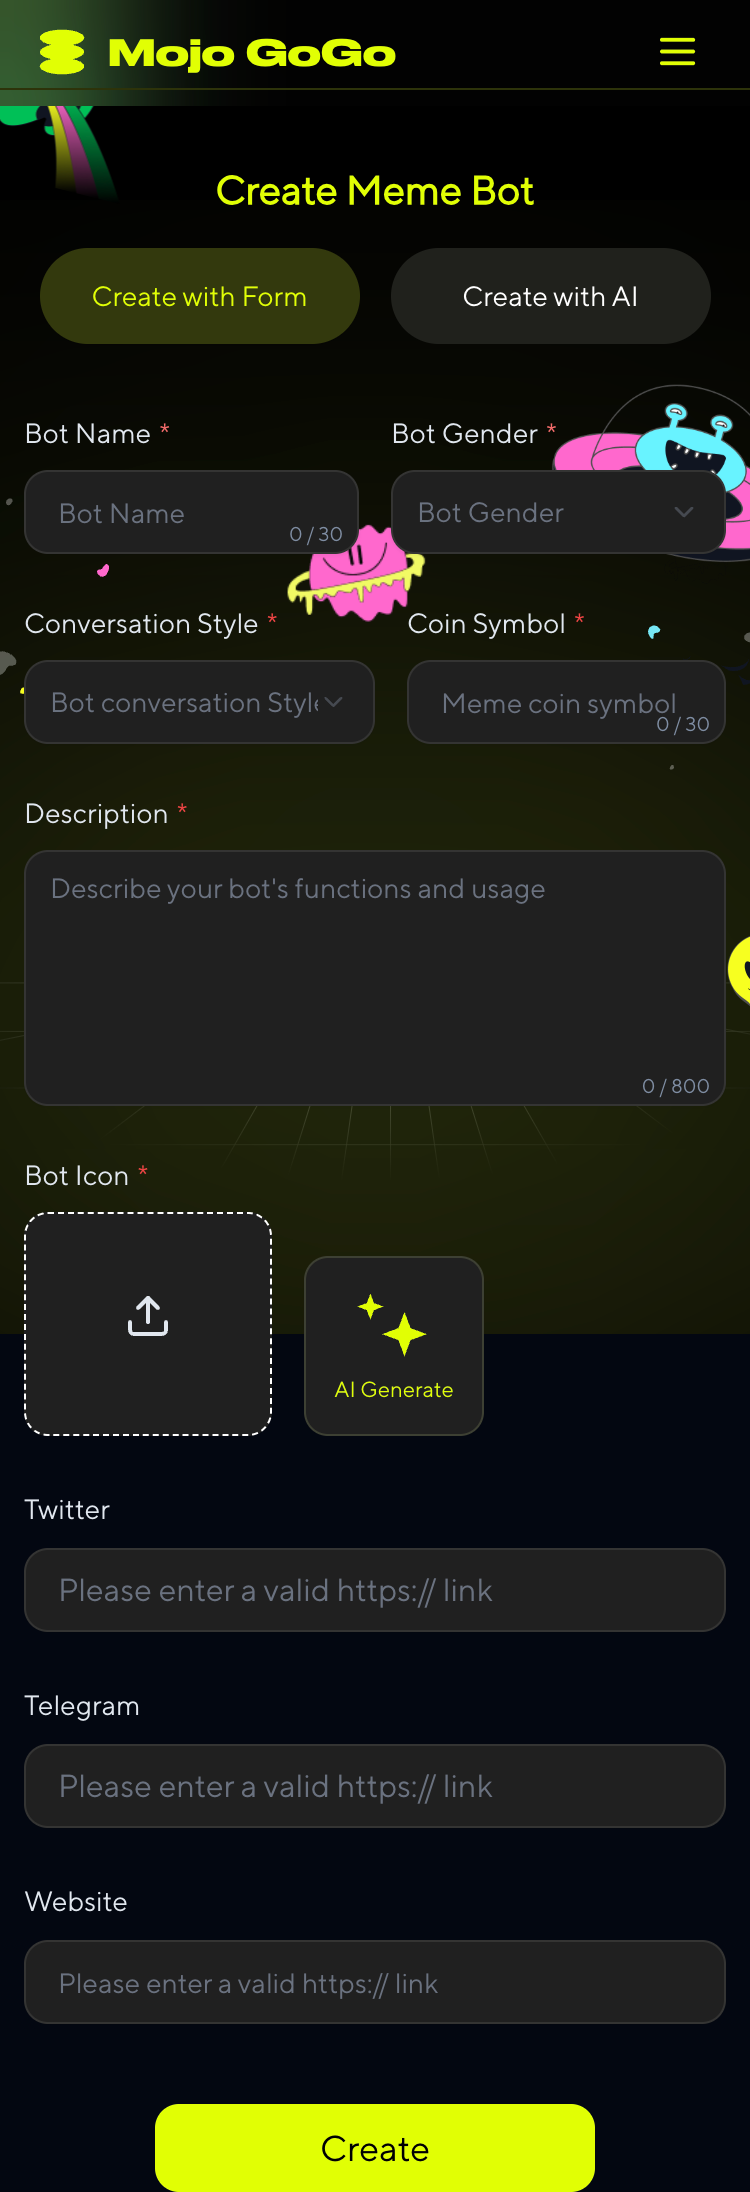 Mojo GoGo
Create Meme Bot
Create with Form
Create with AI
Bot Name *
Bot Gender *
Bot Name
0 / 30
Bot Gender
Conversation Style *
Coin Symbol *
Bot conversation Style
Meme coin symbol
0 / 30
Description *
Describe your bot's functions and usage
0 / 800
Bot Icon *
AI Generate
Twitter
Please enter a valid https:// link
Telegram
Please enter a valid https:// link
Website
Please enter a valid https:// link
Create